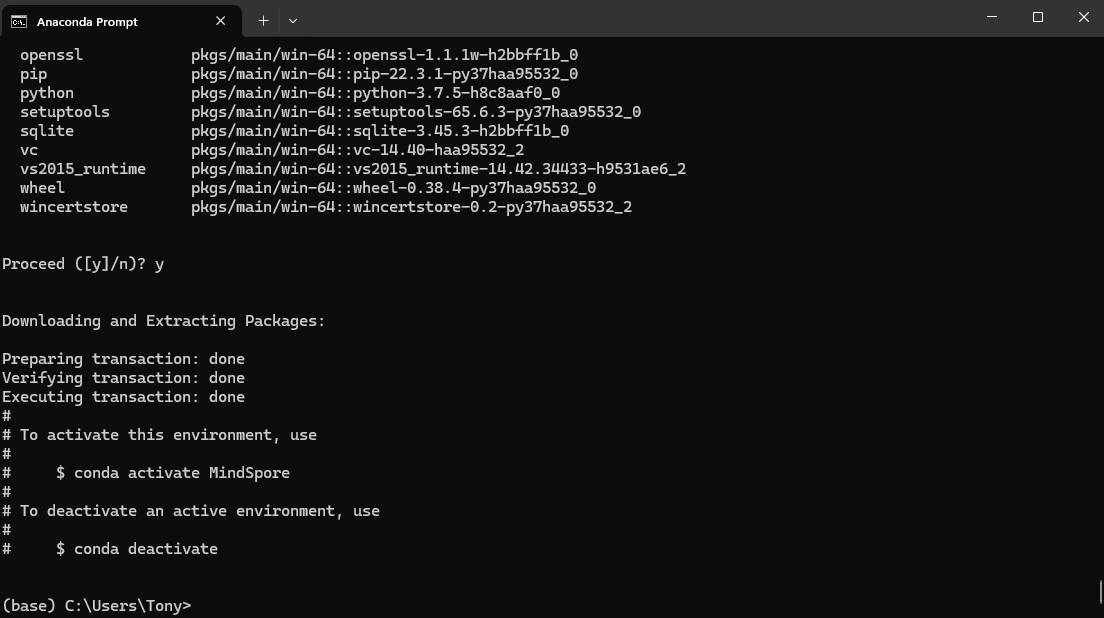 Anaconda Prompt
openssl pkgs/main/win-64::openssl-1.1.1w-h2bbff1b_0
pip pkgs/main/win-64::pip-22.3.1-py37haa95532_0
python pkgs/main/win-64::python-3.7.5-h8c8aaf0_0
setuptools pkgs/main/win-64::setuptools-65.6.3-py37haa95532_0
sqlite pkgs/main/win-64::sqlite-3.45.3-h2bbff1b_0
vc pkgs/main/win-64::vc-14.40-haa95532_2
vs2015_runtime pkgs/main/win-64::vs2015_runtime-14.42.34433-h9531ae6_2
wheel pkgs/main/win-64::wheel-0.38.4-py37haa95532_0
wincertstore pkgs/main/win-64::wincertstore-0.2-py37haa95532_2
Proceed ([y]/n)? y
Downloading and Extracting Packages:
Preparing transaction: done
Verifying transaction: done
Executing transaction: done
#
# To activate this environment, use
#
# $ conda activate MindSpore
#
# To deactivate an active environment, use
#
# $ conda deactivate
(base) C:\Users\Tony>